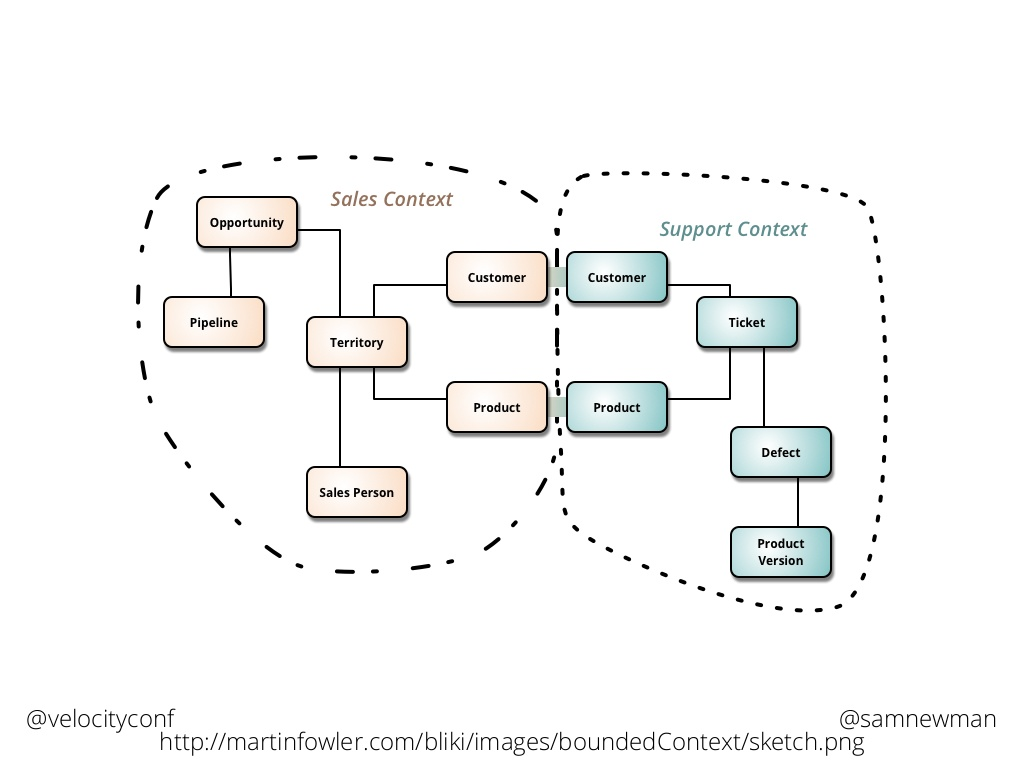 Sales Context
Opportunity
Support Context
Customer
Customer
Pipeline
Ticket
Territory
Product
Product
Defect
Sales Person
Product
Version
@velocityconf
@samnewman
http://martinfowler.com/bliki/images/boundedContext/sketch.png